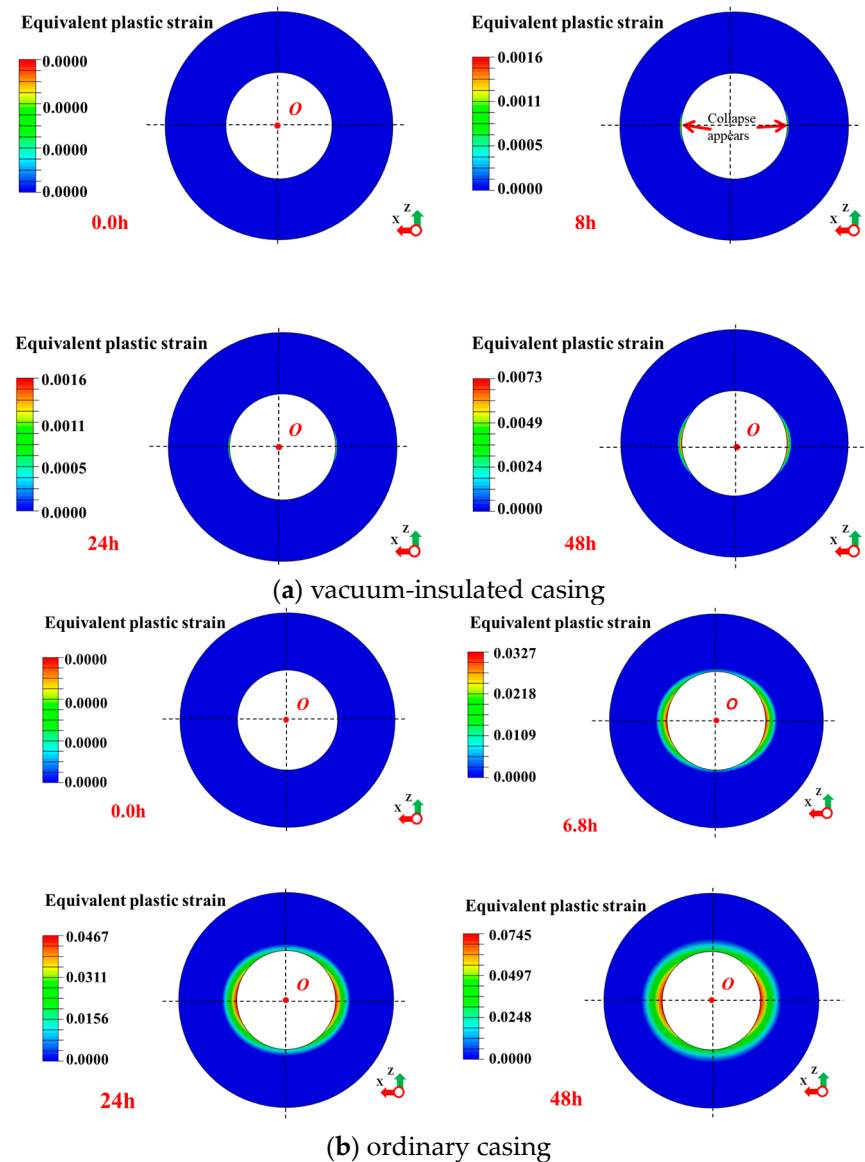 Equivalent plastic strain
0.0000
0.0000
0.0000
0.0000
O
0.0h
Z
X
Equivalent plastic strain
0.0016
0.0011
0.0005
0.0000
Collapse
appears
8h
Z
X
Equivalent plastic strain
0.0016
0.0011
0.0005
0.0000
O
24h
Z
X
Equivalent plastic strain
0.0073
0.0049
0.0024
0.0000
O
48h
Z
X
(a) vacuum-insulated casing
Equivalent plastic strain
0.0000
0.0000
0.0000
0.0000
O
0.0h
Z
X
Equivalent plastic strain
0.0327
0.0218
0.0109
0.0000
O
6.8h
Z
X
Equivalent plastic strain
0.0467
0.0311
0.0156
0.0000
O
24h
Z
X
Equivalent plastic strain
0.0745
0.0497
0.0248
0.0000
O
48h
Z
X
(b) ordinary casing